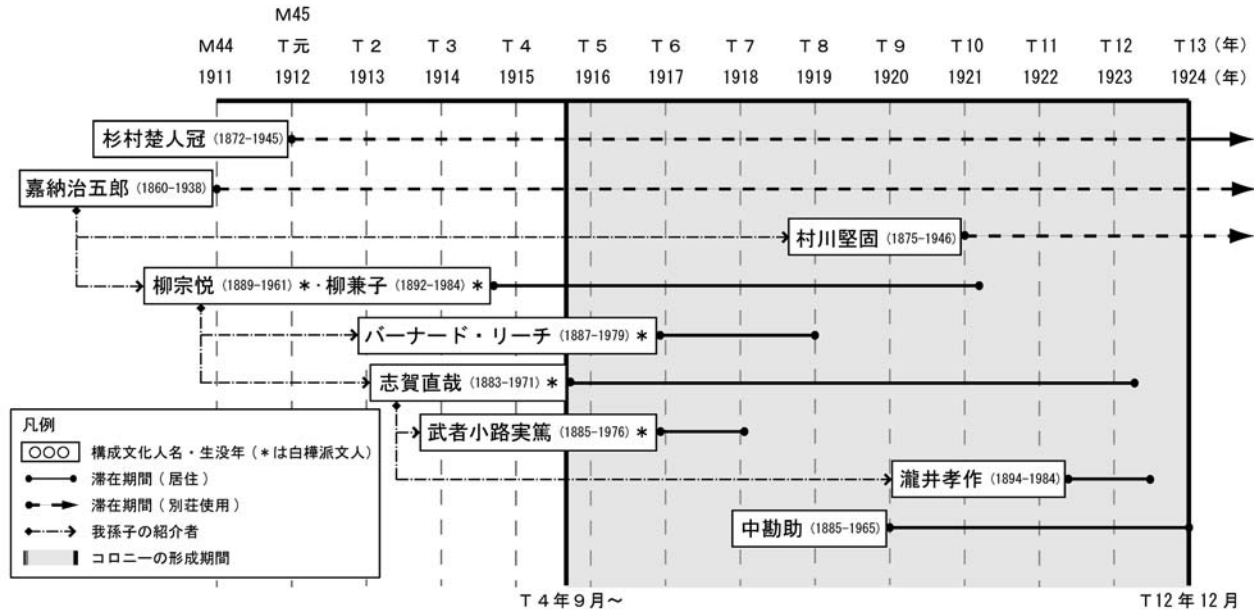 M45
M44 T元 T2 T3 T4 T5 T6 T7 T8 T9 T10 T11 T12 T13(年)
1911 1912 1913 1914 1915 1916 1917 1918 1919 1920 1921 1922 1923 1924(年)
杉村楚人冠 (1872-1945)
嘉納治五郎 (1860-1938)
村川堅固 (1875-1946)
柳宗悦 (1889-1961) *・柳兼子 (1892-1984) *
バーナード・リーチ (1887-1979) *
志賀直哉 (1883-1971) *
武者小路実篤 (1885-1976) *
瀧井孝作 (1894-1984)
中勘助 (1885-1965)
凡例
○○○ 構成文化人名・生没年(*は白樺派文人)
滞在期間(居住)
滞在期間(別荘使用)
我孫子の紹介者
コロニーの形成期間
T4年9月~
T12年12月